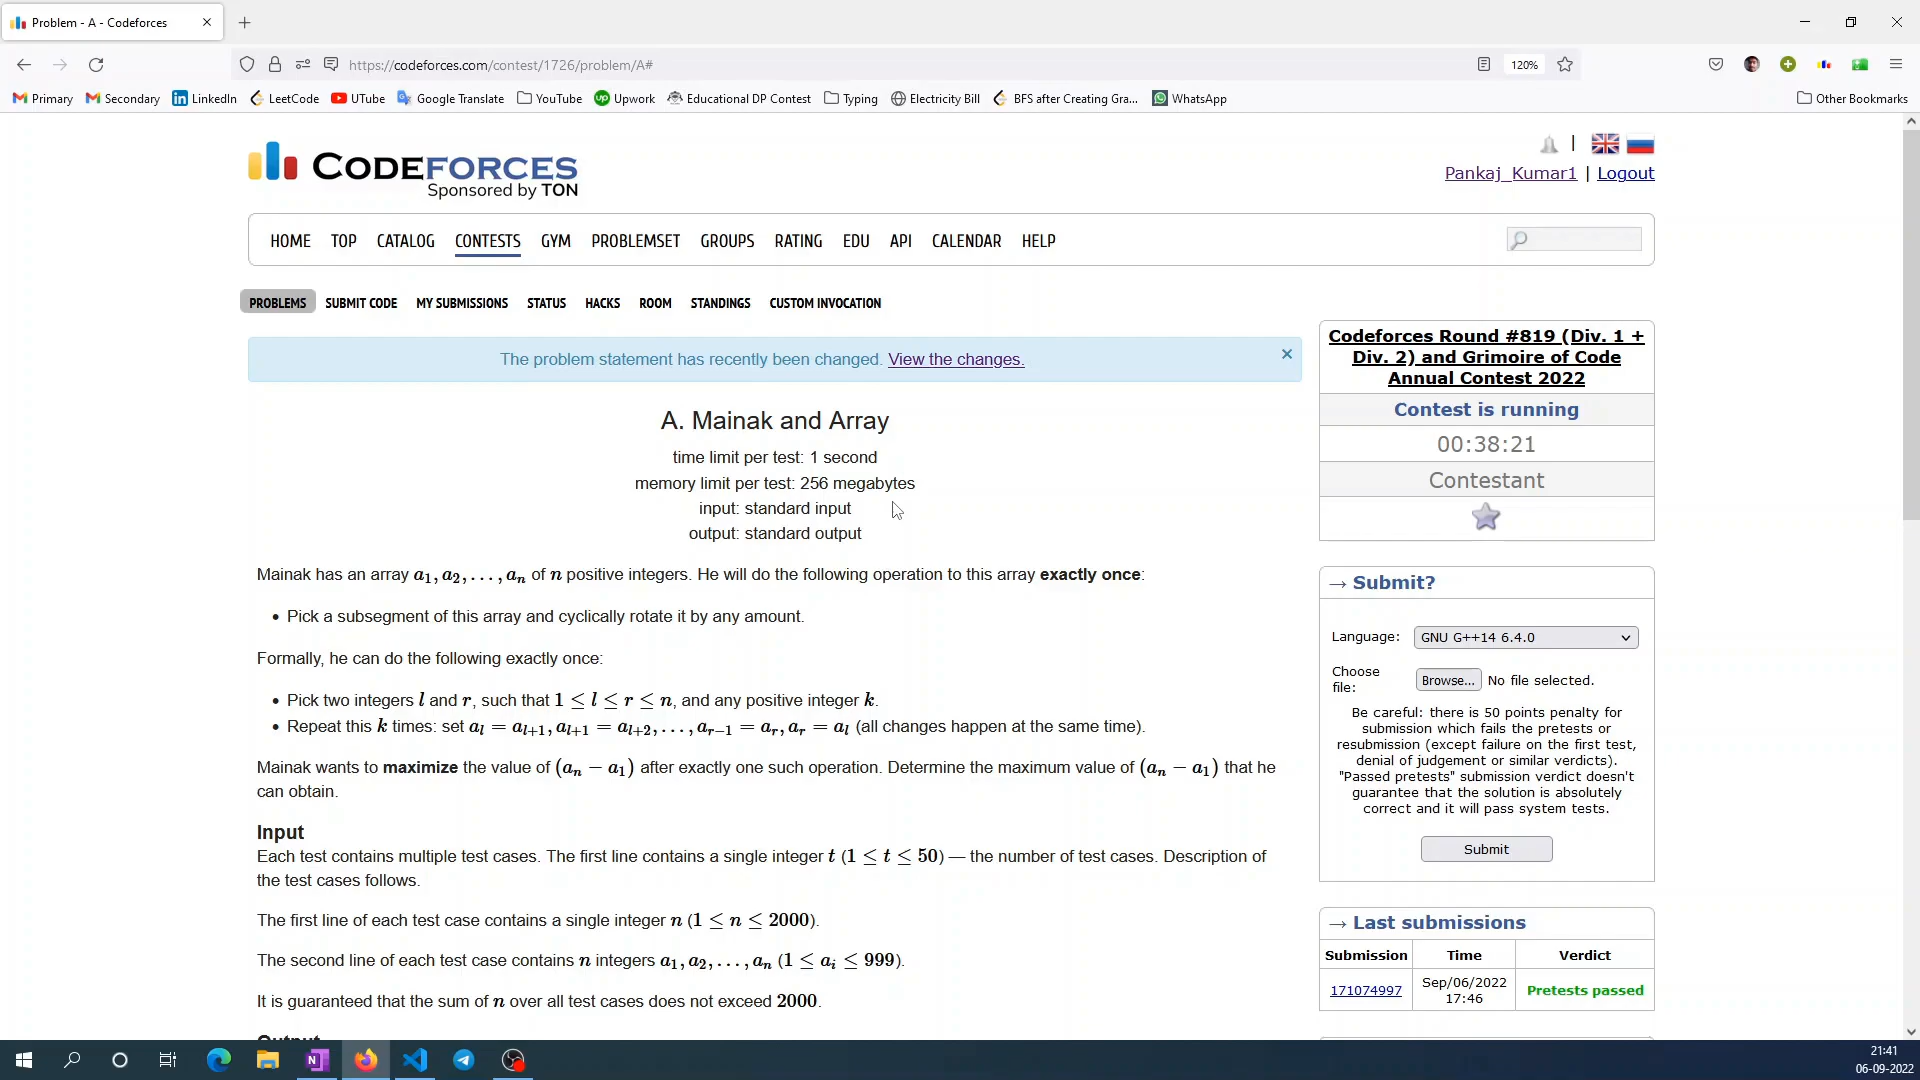 Problem - A - Codeforces
https://codeforces.com/contest/1726/problem/A#
120%
Primary Secondary LinkedIn LeetCode UTube Google Translate YouTube Upwork Educational DP Contest Typing Electricity Bill BFS after Creating Gra... WhatsApp Other Bookmarks
CODEFORCES
Sponsored by TON
|
Pankaj_Kumar1 | Logout
HOME TOP CATALOG CONTESTS GYM PROBLEMSET GROUPS RATING EDU API CALENDAR HELP
PROBLEMS SUBMIT CODE MY SUBMISSIONS STATUS HACKS ROOM STANDINGS CUSTOM INVOCATION
The problem statement has recently been changed. View the changes.
A. Mainak and Array
time limit per test: 1 second
memory limit per test: 256 megabytes
input: standard input
output: standard output
Mainak has an array a1, a2, ..., an of n positive integers. He will do the following operation to this array exactly once:
• Pick a subsegment of this array and cyclically rotate it by any amount.
Formally, he can do the following exactly once:
• Pick two integers l and r, such that 1 ≤ l ≤ r ≤ n, and any positive integer k.
• Repeat this k times: set al = al+1, al+1 = al+2, ..., ar−1 = ar, ar = al (all changes happen at the same time).
Mainak wants to maximize the value of (an − a1) after exactly one such operation. Determine the maximum value of (an − a1) that he
can obtain.
Input
Each test contains multiple test cases. The first line contains a single integer t (1 ≤ t ≤ 50) — the number of test cases. Description of
the test cases follows.
The first line of each test case contains a single integer n (1 ≤ n ≤ 2000).
The second line of each test case contains n integers a1, a2, ..., an (1 ≤ ai ≤ 999).
It is guaranteed that the sum of n over all test cases does not exceed 2000.
Codeforces Round #819 (Div. 1 +
Div. 2) and Grimoire of Code
Annual Contest 2022
Contest is running
00:38:21
Contestant
→ Submit?
Language: GNU G++14 6.4.0
Choose
file: Browse... No file selected.
Be careful: there is 50 points penalty for
submission which fails the pretests or
resubmission (except failure on the first test,
denial of judgement or similar verdicts).
"Passed pretests" submission verdict doesn't
guarantee that the solution is absolutely
correct and it will pass system tests.
Submit
→ Last submissions
Submission Time Verdict
171074997 Sep/06/2022
17:46 Pretests passed
21:41
06-09-2022